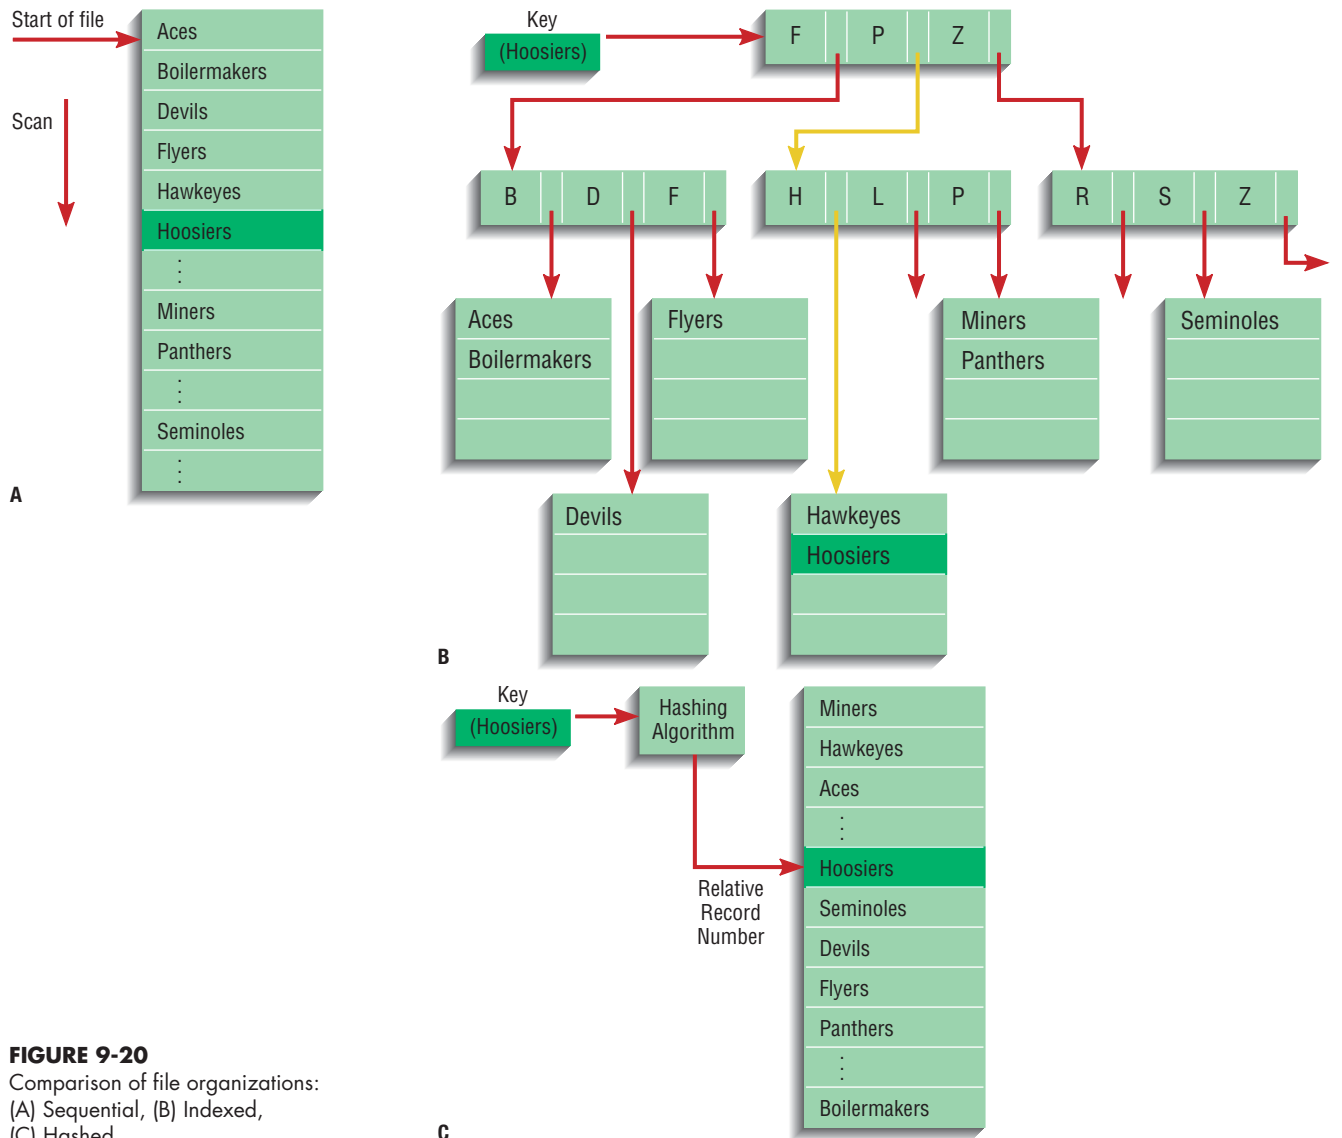 Start of file
Scan
Aces
Boilermakers
Devils
Flyers
Hawkeyes
Hoosiers
Miners
Panthers
Seminoles
A
Key
(Hoosiers)
F P Z
B D F
H L P
R S Z
Aces
Boilermakers
Flyers
Miners
Panthers
Seminoles
Devils
Hawkeyes
Hoosiers
B
Key
(Hoosiers)
Hashing
Algorithm
Relative
Record
Number
Miners
Hawkeyes
Aces
Hoosiers
Seminoles
Devils
Flyers
Panthers
Boilermakers
C
FIGURE 9-20
Comparison of file organizations:
(A) Sequential, (B) Indexed,
(C) Hashed